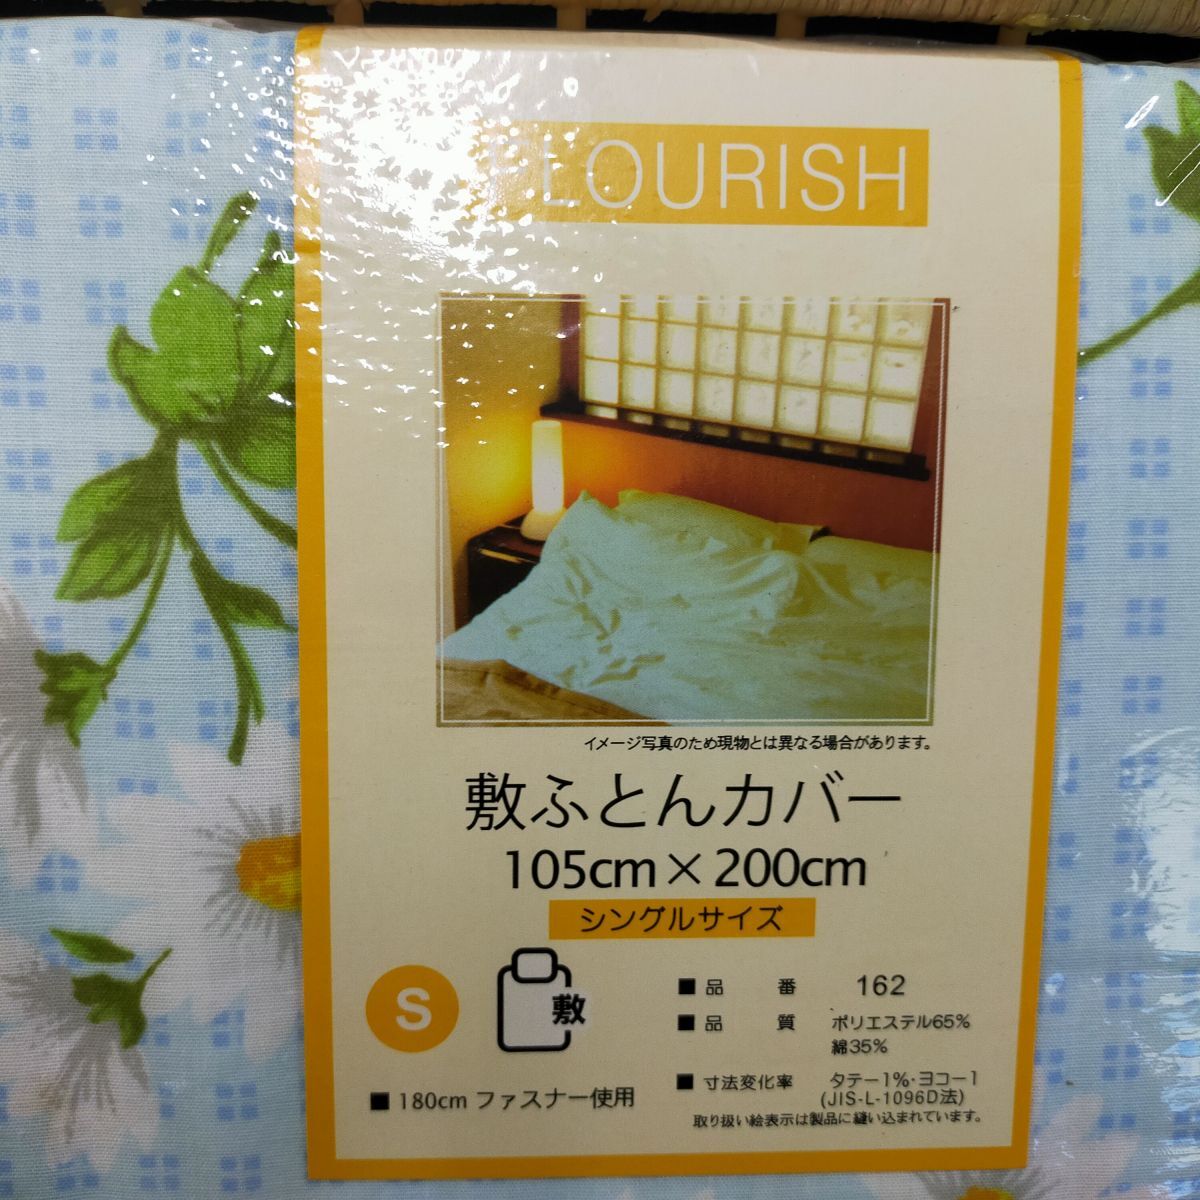 FLOURISH
イメージ写真のため現物とは異なる場合があります。
敷ふとんカバー
105cm×200cm
シングルサイズ
S
敷
■品 番 162
■品 質 ポリエステル65%
綿35%
■寸法変化率 タテー1%・ヨコー1
(JIS-L-1096D法)
■180cm ファスナー使用
取り扱い絵表示は製品に縫い込まれています。